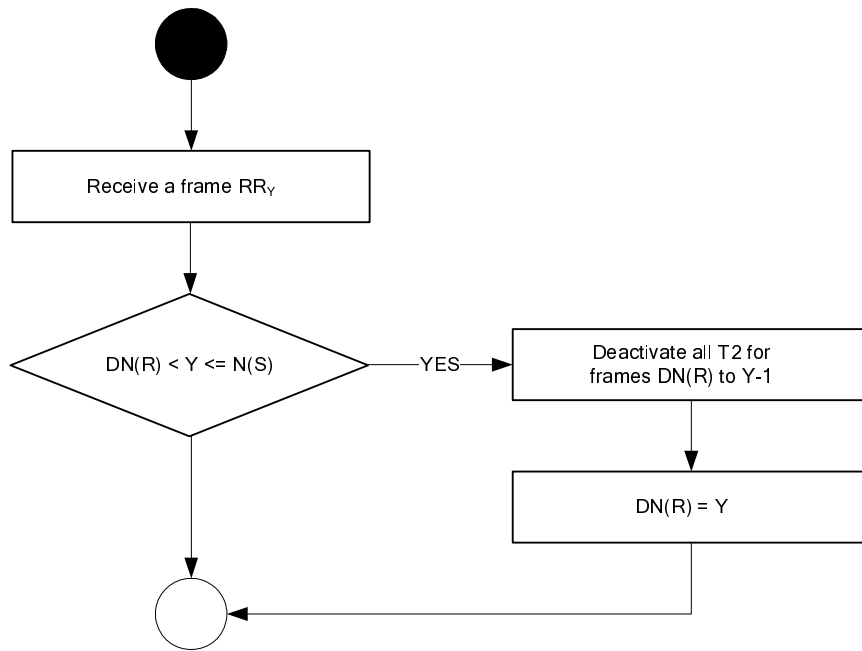 Receive a frame RRY
DN(R) < Y <= N(S)
YES
Deactivate all T2 for
frames DN(R) to Y-1
DN(R) = Y